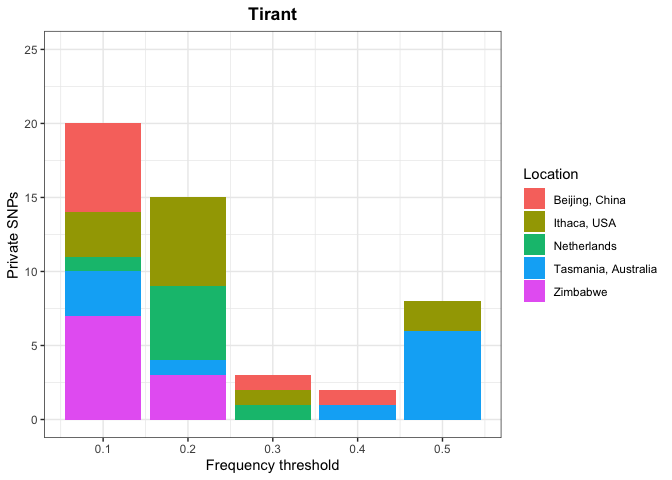 Tirant
25
20
15
10
5
0
Private SNPs
0.1 0.2 0.3 0.4 0.5
Frequency threshold
Location
Beijing, China
Ithaca, USA
Netherlands
Tasmania, Australia
Zimbabwe